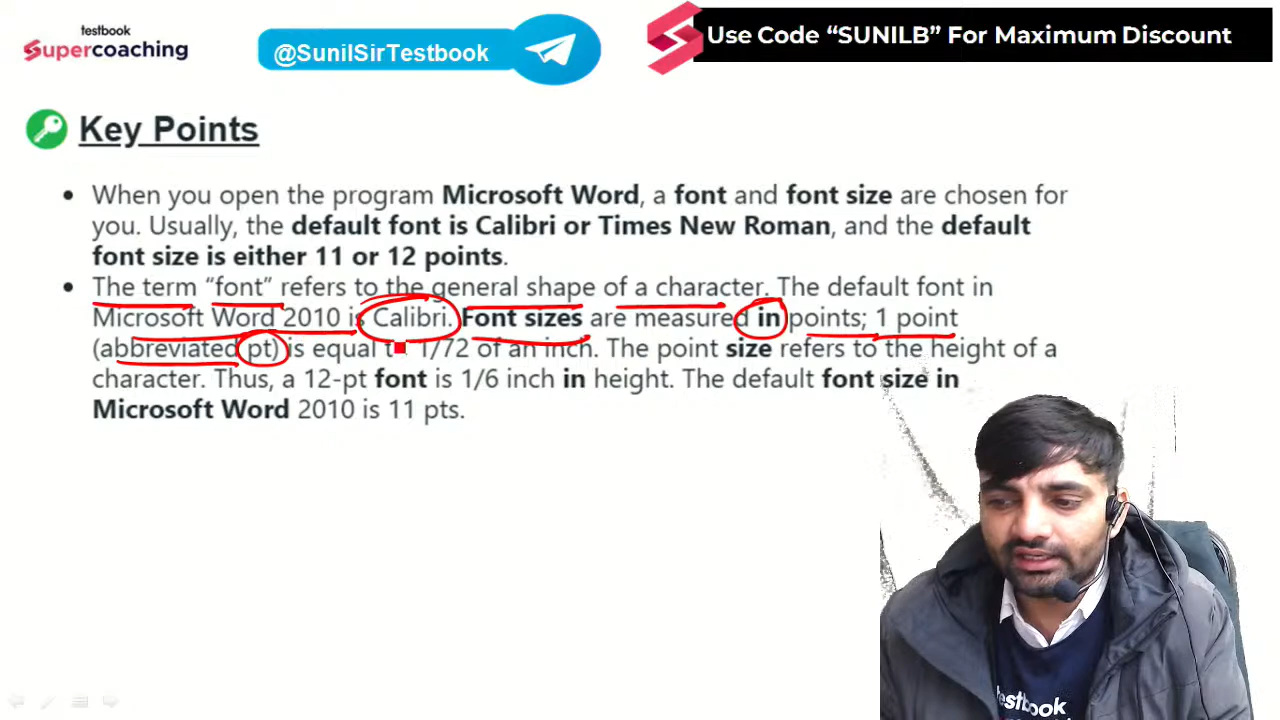 testbook
Supercoaching
@SunilSirTestbook
Use Code “SUNILB” For Maximum Discount
Key Points
• When you open the program Microsoft Word, a font and font size are chosen for
you. Usually, the default font is Calibri or Times New Roman, and the default
font size is either 11 or 12 points.
• The term “font” refers to the general shape of a character. The default font in
Microsoft Word 2010 is Calibri. Font sizes are measured in points; 1 point
(abbreviated pt) is equal to 1/72 of an inch. The point size refers to the height of a
character. Thus, a 12-pt font is 1/6 inch in height. The default font size in
Microsoft Word 2010 is 11 pts.
testbook